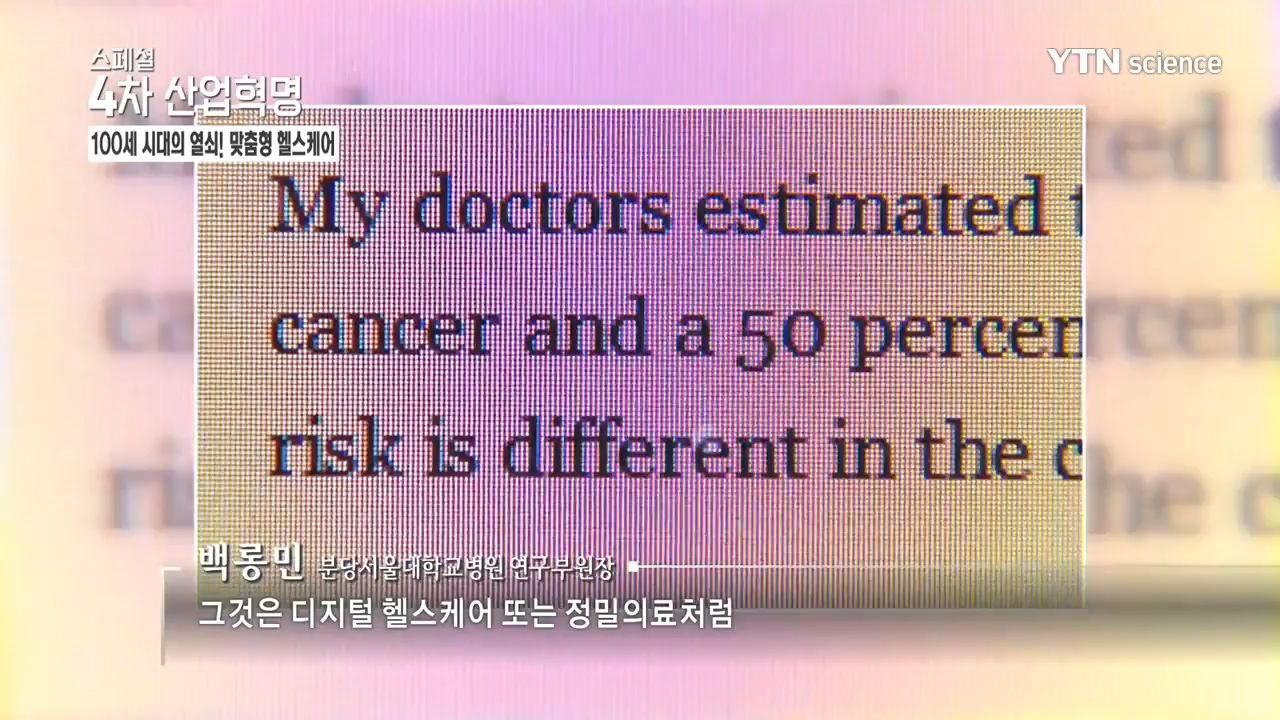 스페셜
4차 산업혁명
100세 시대의 열쇠! 맞춤형 헬스케어
YTN science
My doctors estimated
cancer and a 50 percen
risk is different in the c
백롱민 분당서울대학교병원 연구부원장
그것은 디지털 헬스케어 또는 정밀의료처럼